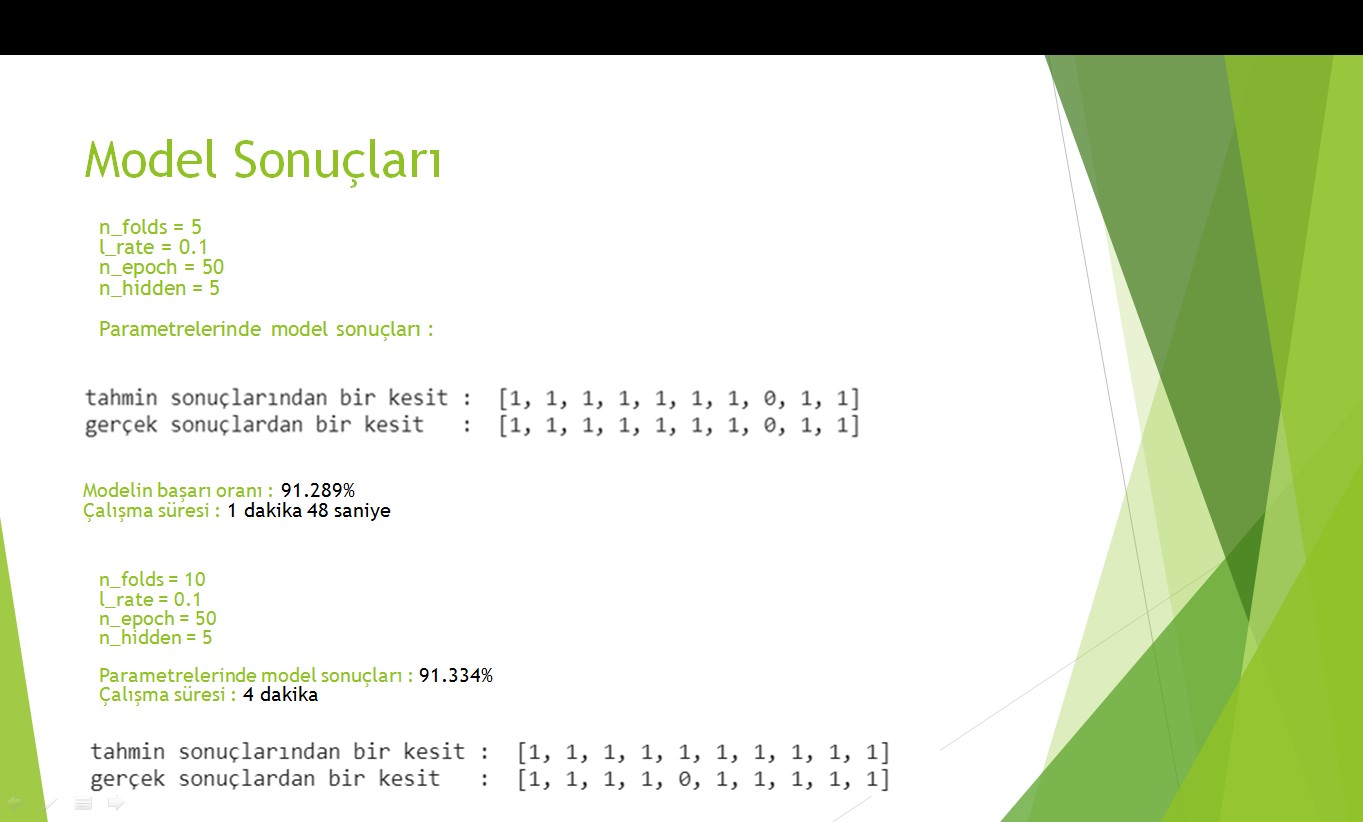 Model Sonuçları
n_folds = 5
l_rate = 0.1
n_epoch = 50
n_hidden = 5
Parametrelerinde model sonuçları :
tahmin sonuçlarından bir kesit : [1, 1, 1, 1, 1, 1, 1, 0, 1, 1]
gerçek sonuçlardan bir kesit : [1, 1, 1, 1, 1, 1, 1, 0, 1, 1]
Modelin başarı oranı : 91.289%
Çalışma süresi : 1 dakika 48 saniye
n_folds = 10
l_rate = 0.1
n_epoch = 50
n_hidden = 5
Parametrelerinde model sonuçları : 91.334%
Çalışma süresi : 4 dakika
tahmin sonuçlarından bir kesit : [1, 1, 1, 1, 1, 1, 1, 1, 1, 1]
gerçek sonuçlardan bir kesit : [1, 1, 1, 1, 0, 1, 1, 1, 1, 1]